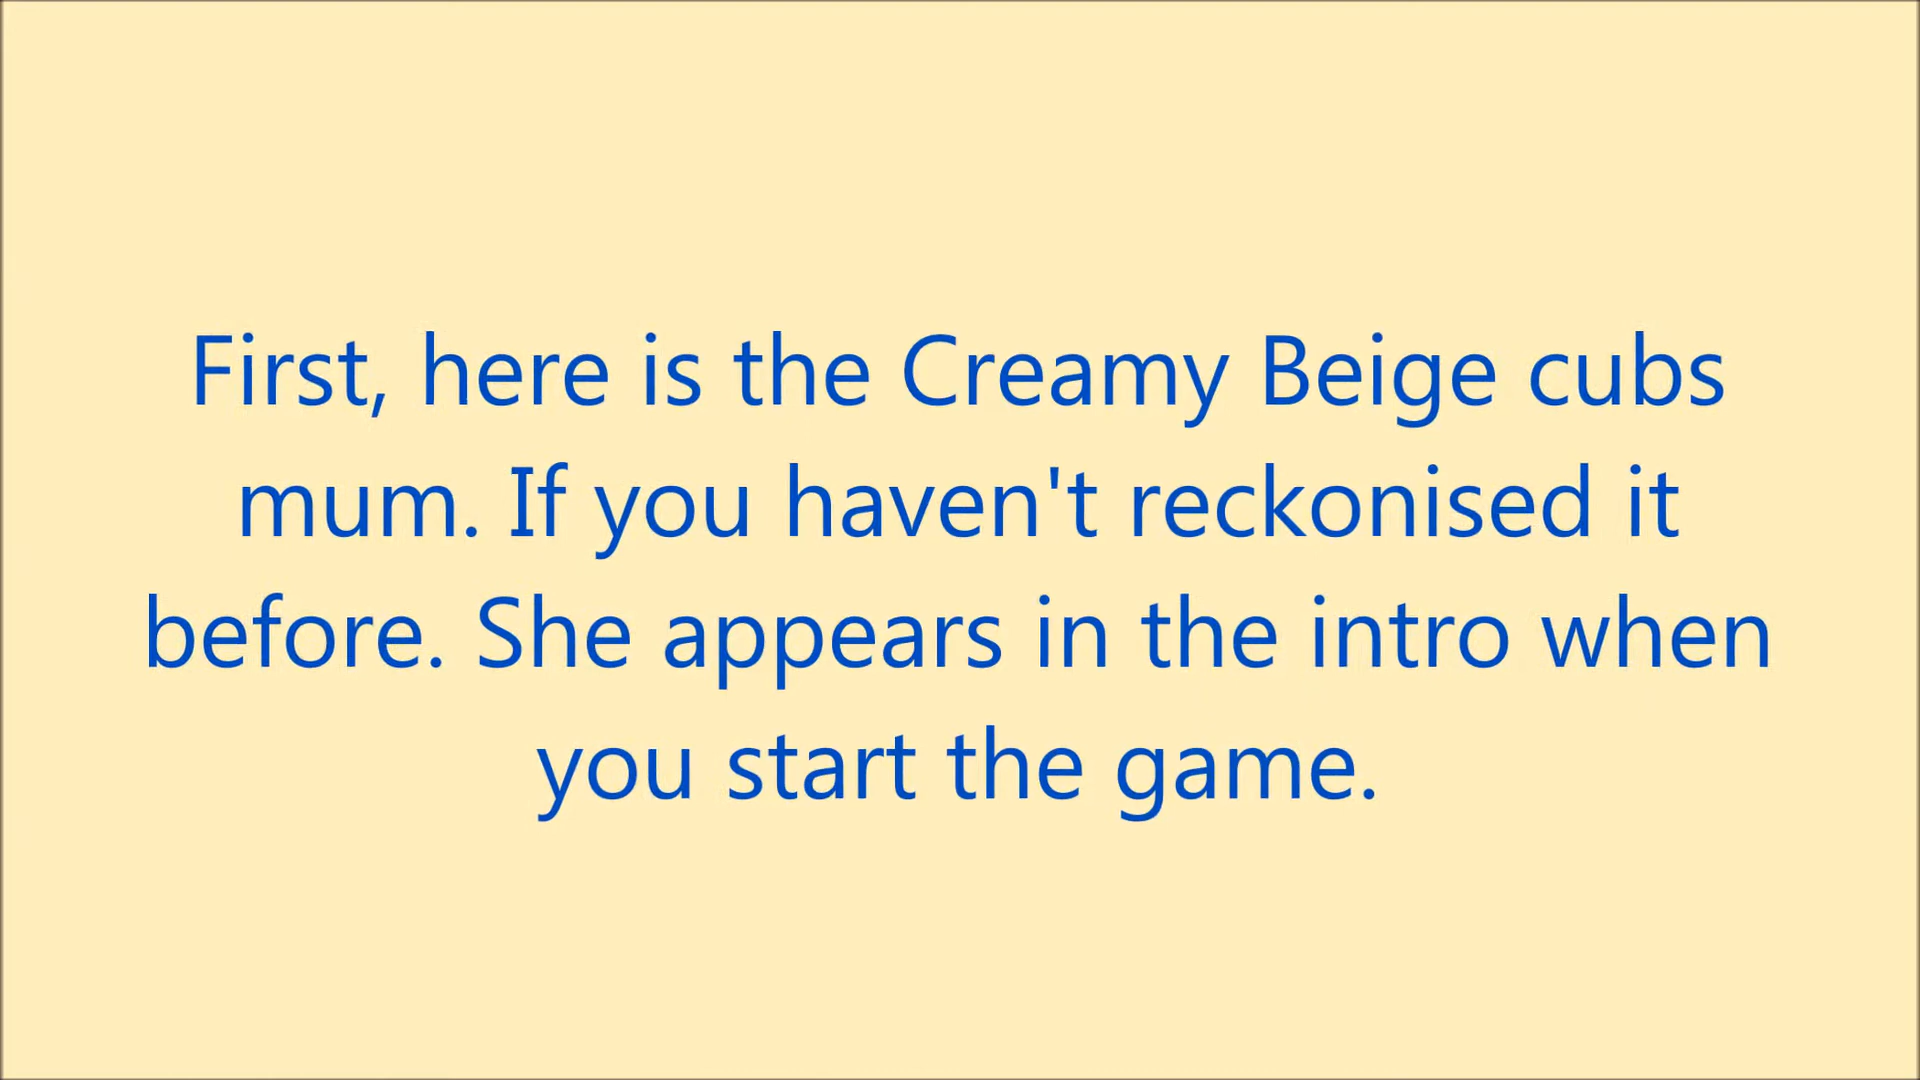 First, here is the Creamy Beige cubs
mum. If you haven't reckonised it
before. She appears in the intro when
you start the game.